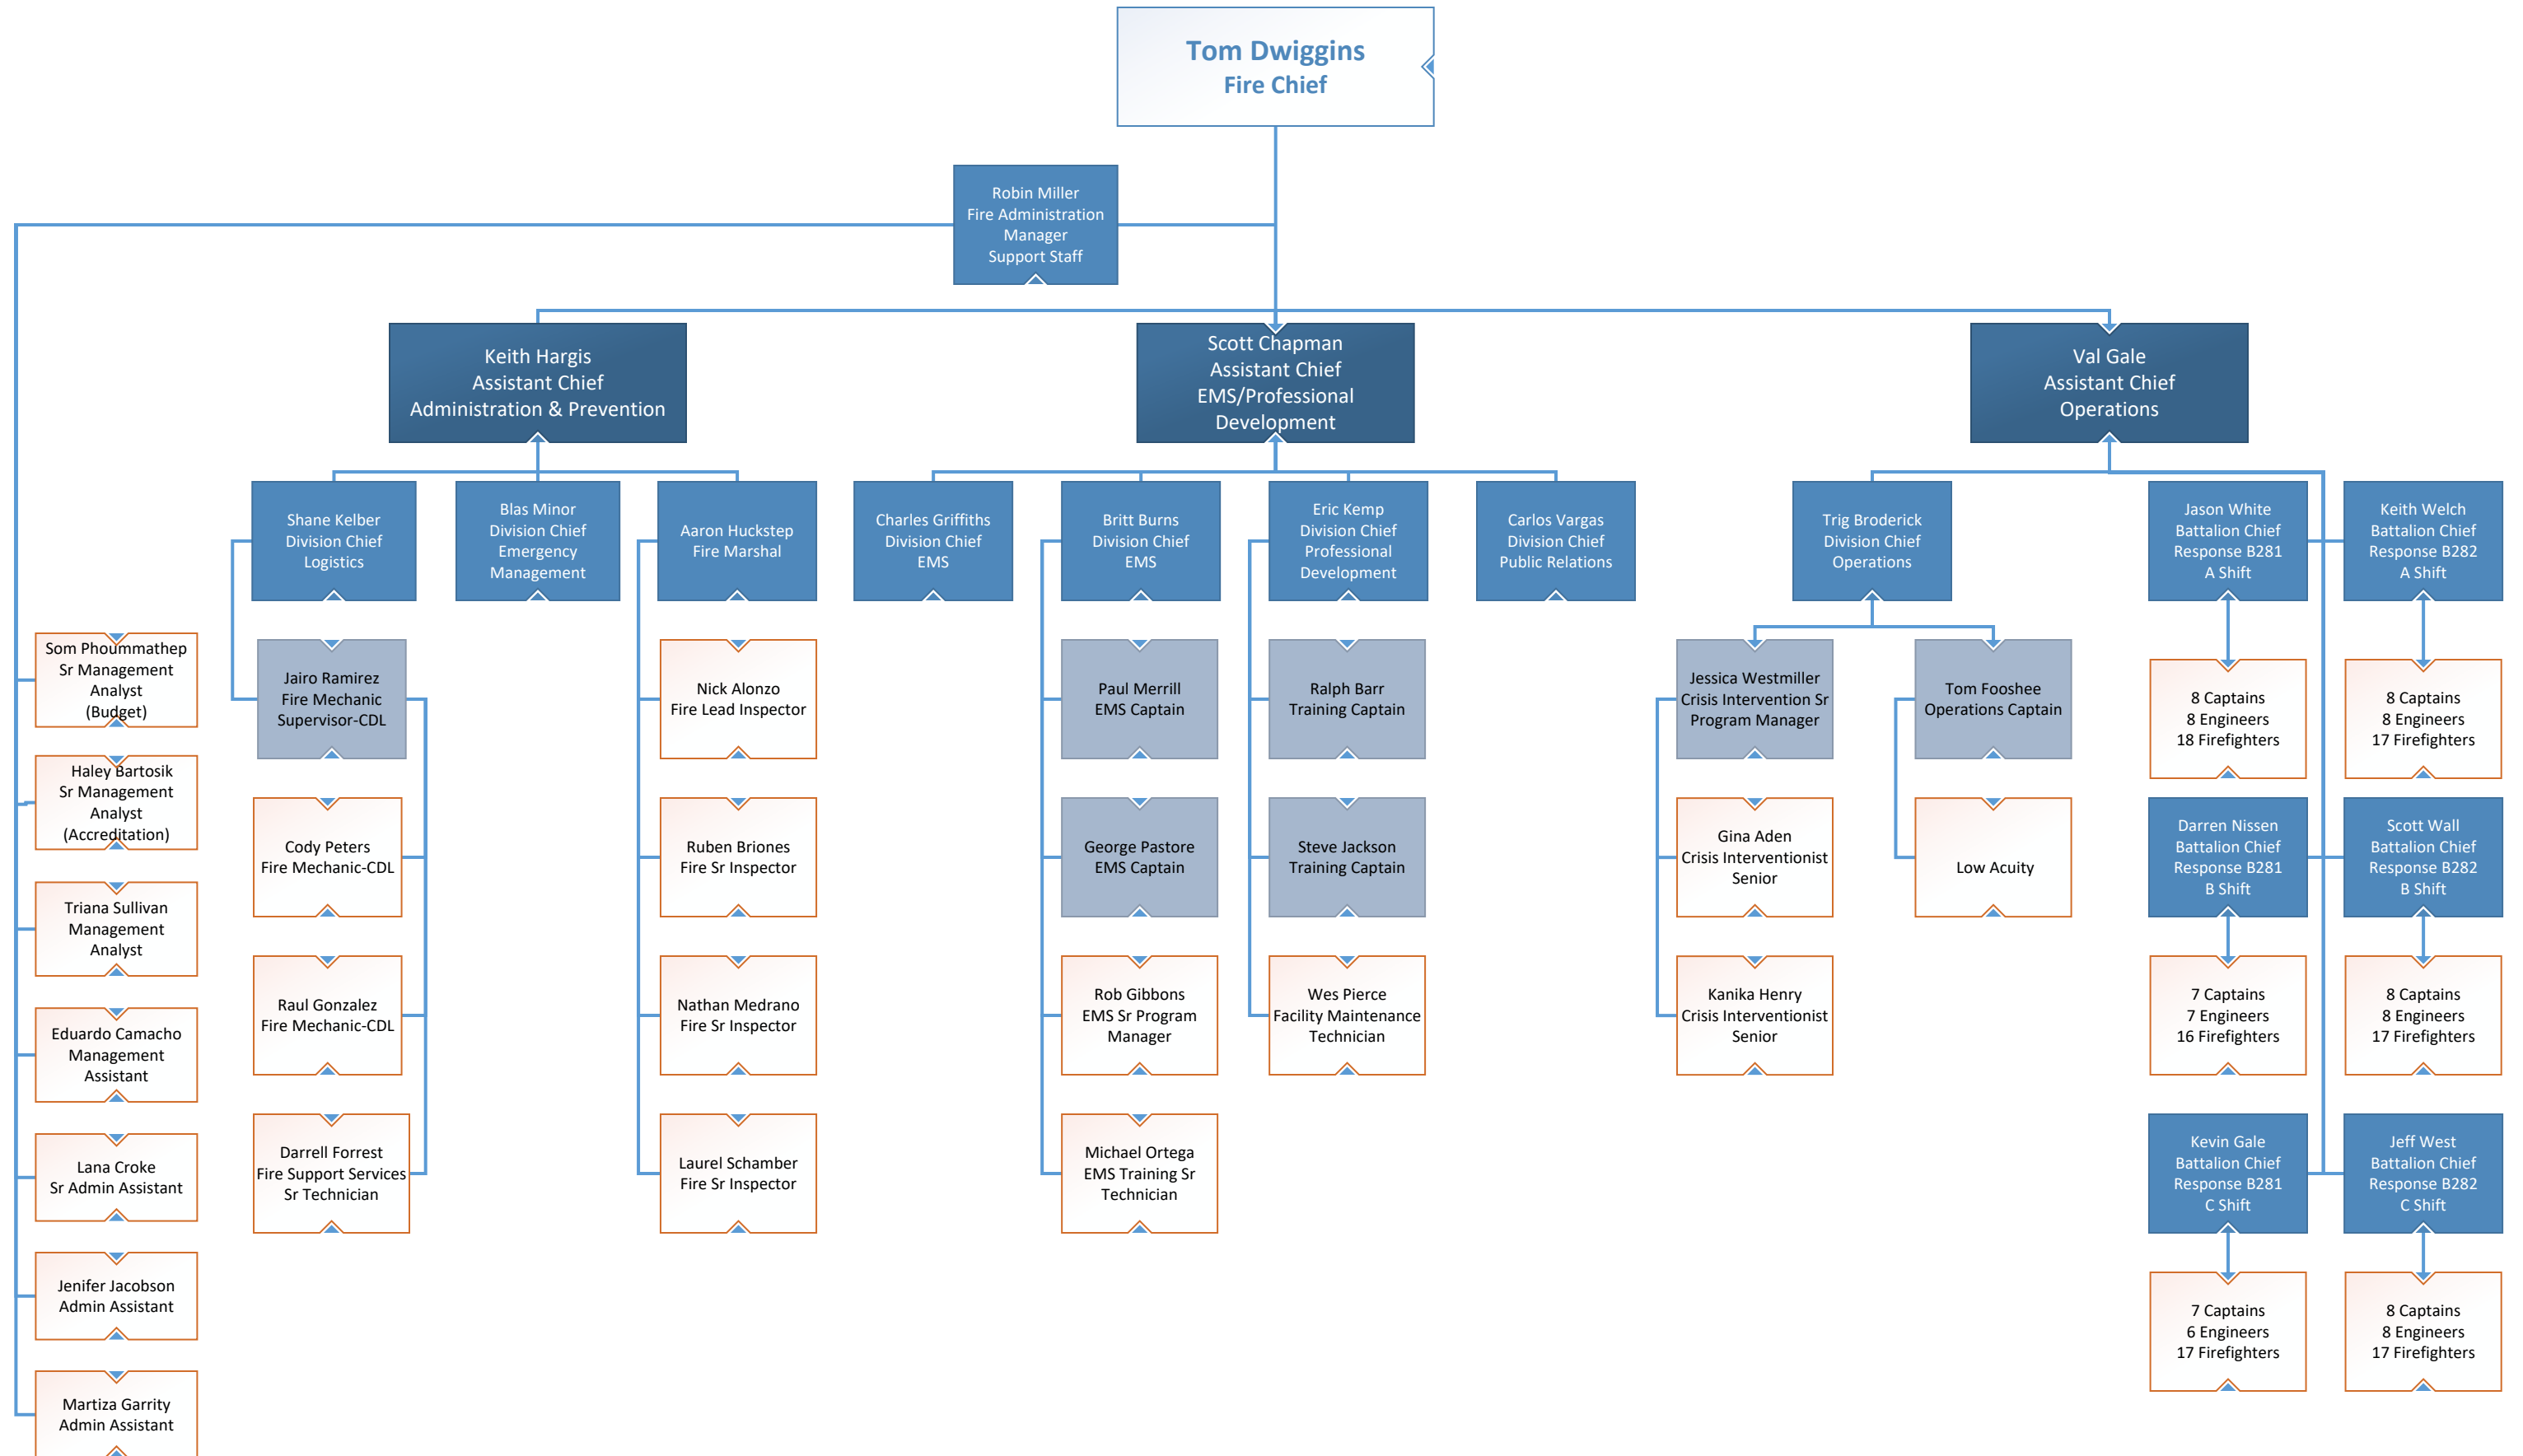 Tom Dwiggins
Fire Chief
Robin Miller
Fire Administration
Manager
Support Staff
Keith Hargis
Assistant Chief
Administration & Prevention
Scott Chapman
Assistant Chief
EMS/Professional
Development
Val Gale
Assistant Chief
Operations
Shane Kelber
Division Chief
Logistics
Blas Minor
Division Chief
Emergency
Management
Aaron Huckstep
Fire Marshal
Charles Griffiths
Division Chief
EMS
Britt Burns
Division Chief
EMS
Eric Kemp
Division Chief
Professional
Development
Carlos Vargas
Division Chief
Public Relations
Trig Broderick
Division Chief
Operations
Jason White
Battalion Chief
Response B281
A Shift
Keith Welch
Battalion Chief
Response B282
A Shift
Som Phoummathep
Sr Management
Analyst
(Budget)
Haley Bartosik
Sr Management
Analyst
(Accreditation)
Triana Sullivan
Management
Analyst
Eduardo Camacho
Management
Assistant
Lana Croke
Sr Admin Assistant
Jenifer Jacobson
Admin Assistant
Martiza Garrity
Admin Assistant
Jairo Ramirez
Fire Mechanic
Supervisor-CDL
Cody Peters
Fire Mechanic-CDL
Raul Gonzalez
Fire Mechanic-CDL
Darrell Forrest
Fire Support Services
Sr Technician
Nick Alonzo
Fire Lead Inspector
Ruben Briones
Fire Sr Inspector
Nathan Medrano
Fire Sr Inspector
Laurel Schamber
Fire Sr Inspector
Paul Merrill
EMS Captain
George Pastore
EMS Captain
Rob Gibbons
EMS Sr Program
Manager
Michael Ortega
EMS Training Sr
Technician
Ralph Barr
Training Captain
Steve Jackson
Training Captain
Wes Pierce
Facility Maintenance
Technician
Jessica Westmiller
Crisis Intervention Sr
Program Manager
Gina Aden
Crisis Interventionist
Senior
Kanika Henry
Crisis Interventionist
Senior
Tom Fooshee
Operations Captain
Low Acuity
8 Captains
8 Engineers
18 Firefighters
8 Captains
8 Engineers
17 Firefighters
Darren Nissen
Battalion Chief
Response B281
B Shift
Scott Wall
Battalion Chief
Response B282
B Shift
7 Captains
7 Engineers
16 Firefighters
8 Captains
8 Engineers
17 Firefighters
Kevin Gale
Battalion Chief
Response B281
C Shift
Jeff West
Battalion Chief
Response B282
C Shift
7 Captains
6 Engineers
17 Firefighters
8 Captains
8 Engineers
17 Firefighters